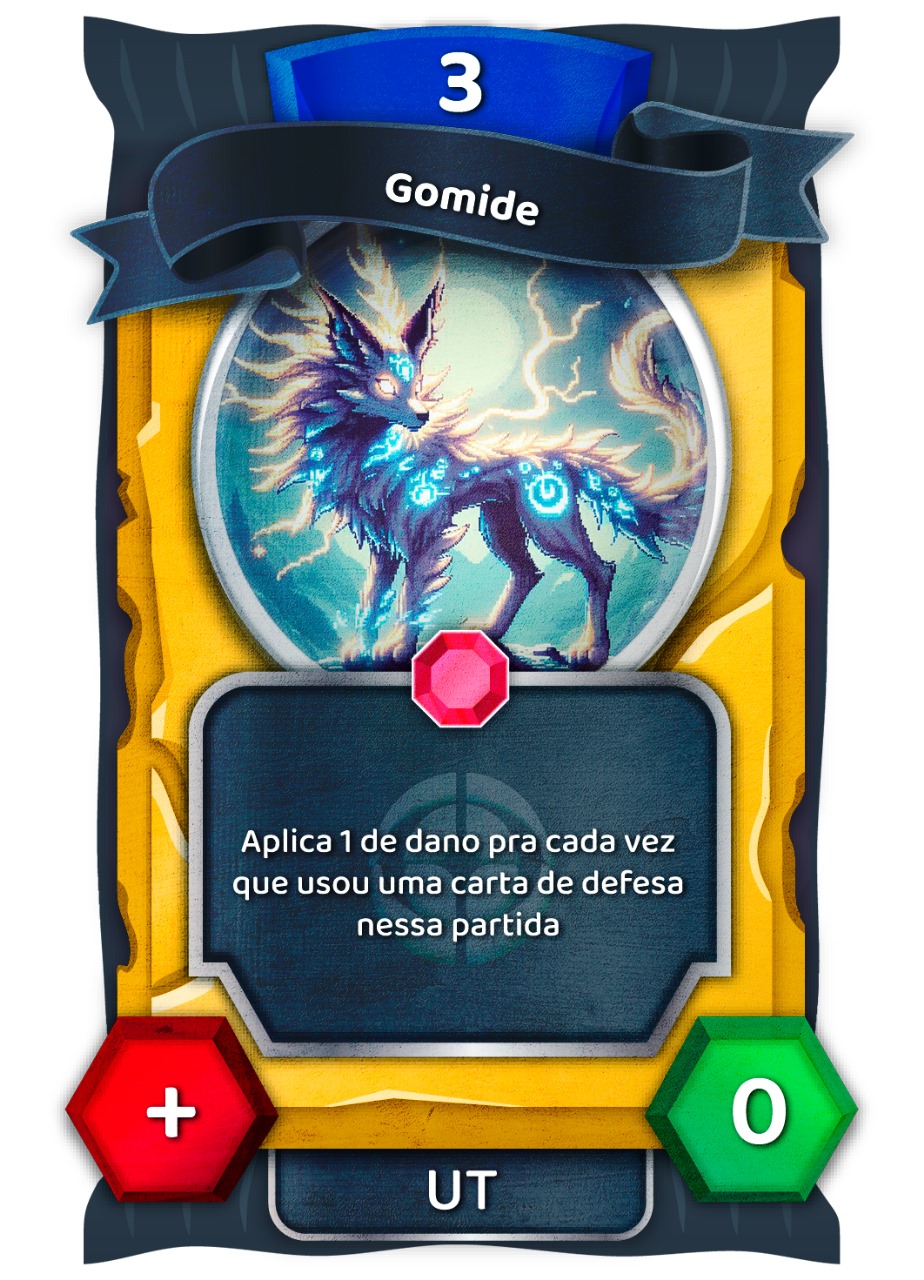 3
Gomide
Aplica 1 de dano pra cada vez
que usou uma carta de defesa
nessa partida
+
0
UT